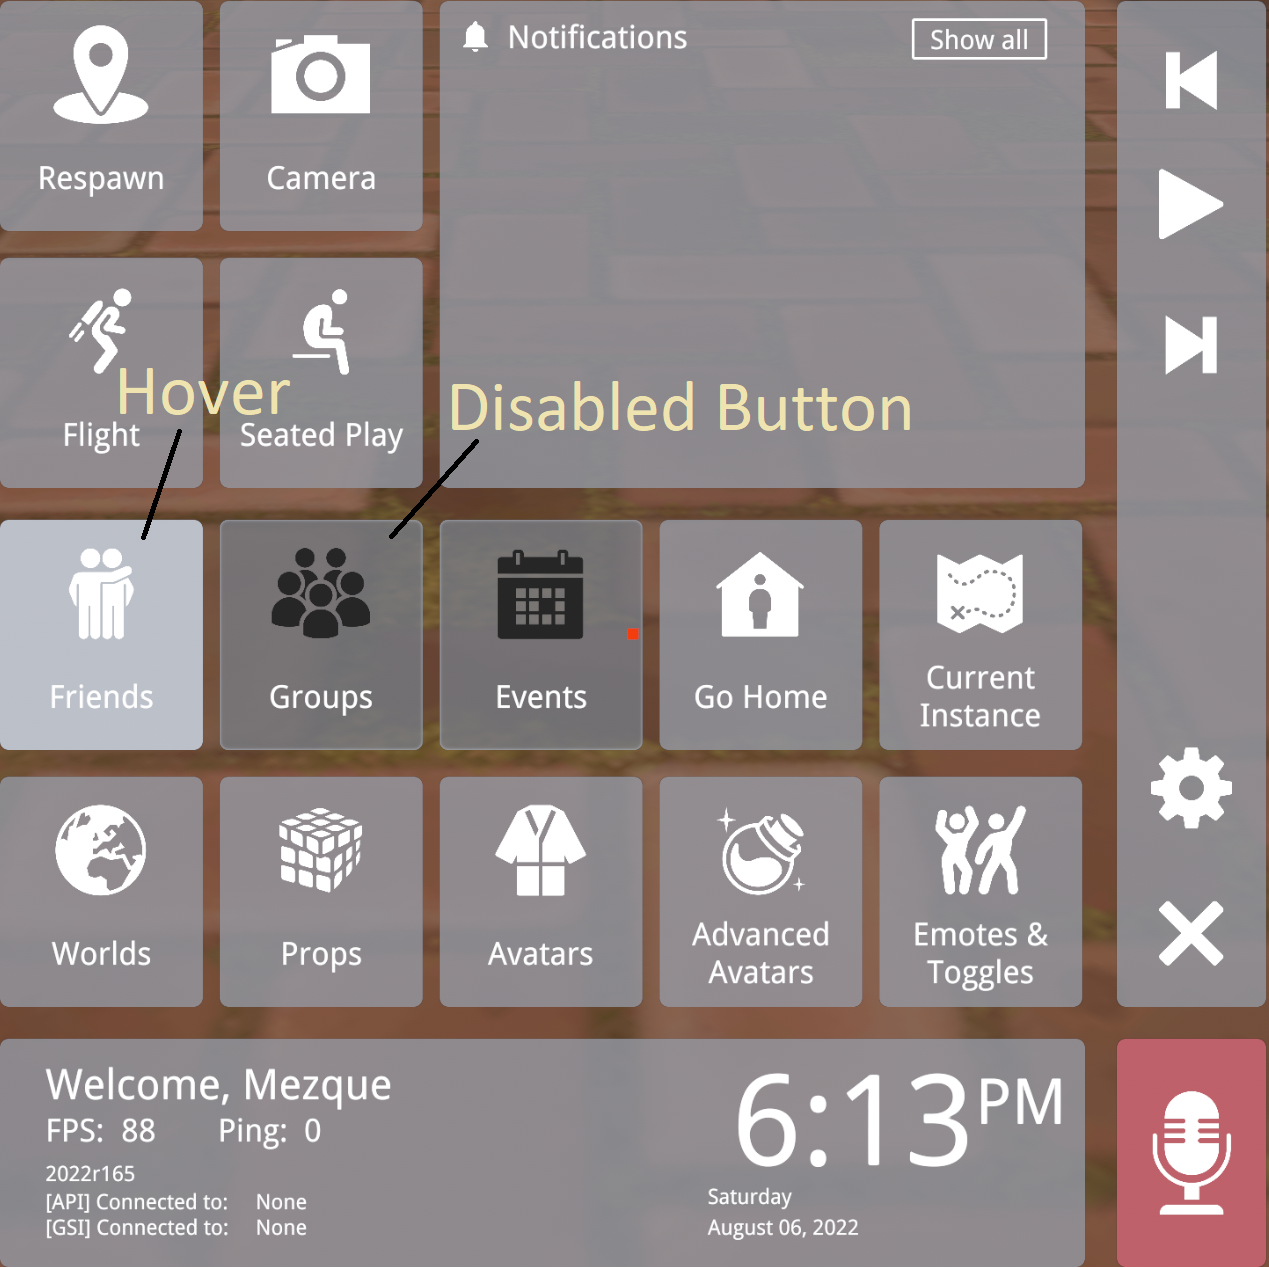 Respawn
Camera
Notifications
Show all
Flight
Seated Play
Hover
Disabled Button
Friends
Groups
Events
Go Home
Current
Instance
Worlds
Props
Avatars
Advanced
Avatars
Emotes &
Toggles
Welcome, Mezque
FPS: 88 Ping: 0
2022r165
[API] Connected to: None
[GSI] Connected to: None
6:13 PM
Saturday
August 06, 2022